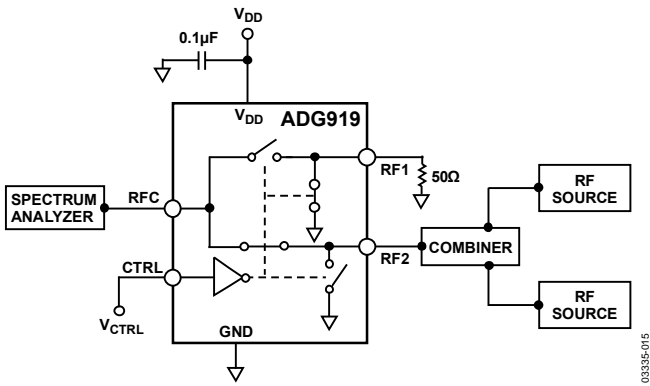 VDD
0.1µF
VDD
ADG919
RF1
50Ω
SPECTRUM
ANALYZER
RFC
RF
SOURCE
COMBINER
RF2
CTRL
VCTRL
GND
RF
SOURCE
03335-015